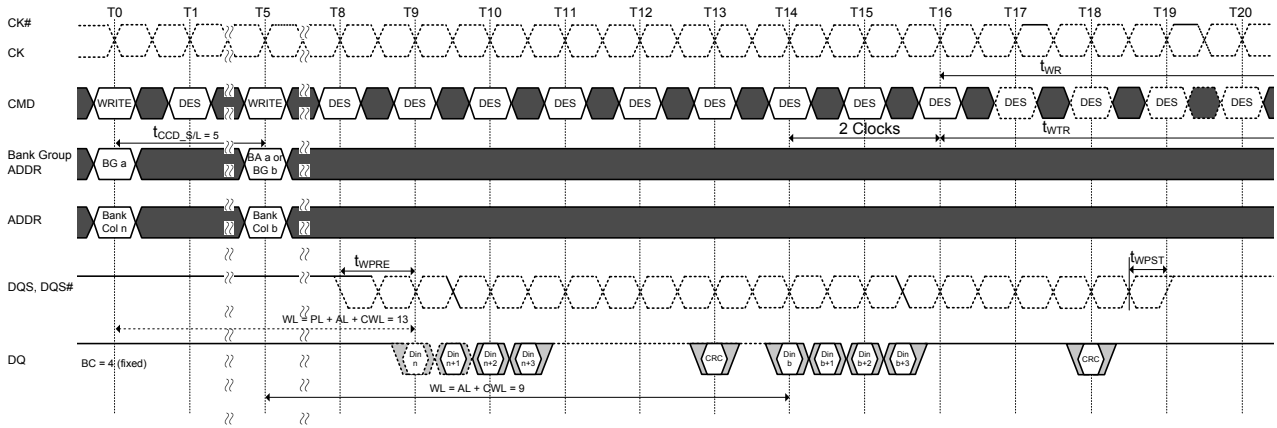 T0 T1 T5 T8 T9 T10 T11 T12 T13 T14 T15 T16 T17 T18 T19 T20
CK#
CK
tWR
CMD WRITE DES WRITE DES DES DES DES DES DES DES DES DES DES DES DES DES
tCCD_S/L = 5
2 Clocks
tWTR
Bank Group
ADDR
BG a
BA a or
BG b
ADDR
Bank
Col n
Bank
Col b
tWPRE
tWPST
DQS, DQS#
WL = PL + AL + CWL = 13
DQ
BC = 4 (fixed)
Din
n
Din
n+1
Din
n+2
Din
n+3
CRC
Din
b
Din
b+1
Din
b+2
Din
b+3
CRC
WL = AL + CWL = 9